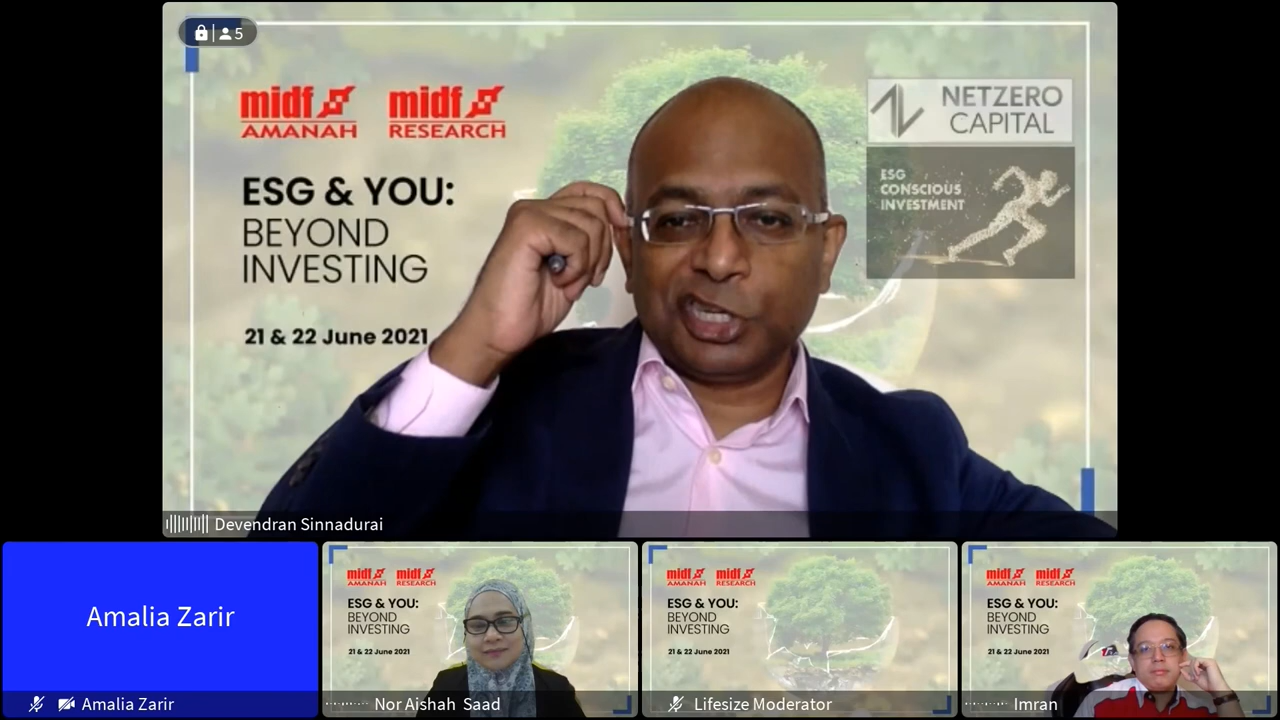 5
midf
AMANAH
midf
RESEARCH
ESG & YOU:
BEYOND
INVESTING
21 & 22 June 2021
NETZERO
CAPITAL
ESG
CONSCIOUS
INVESTMENT
Devendran Sinnadurai
Amalia Zarir
Amalia Zarir
midf
AMANAH
midf
RESEARCH
ESG & YOU:
BEYOND
INVESTING
21 & 22 June 2021
Nor Aishah Saad
midf
AMANAH
midf
RESEARCH
ESG & YOU:
BEYOND
INVESTING
21 & 22 June 2021
Lifesize Moderator
midf
AMANAH
midf
RESEARCH
ESG & YOU:
BEYOND
INVESTING
21 & 22 June 2021
Imran